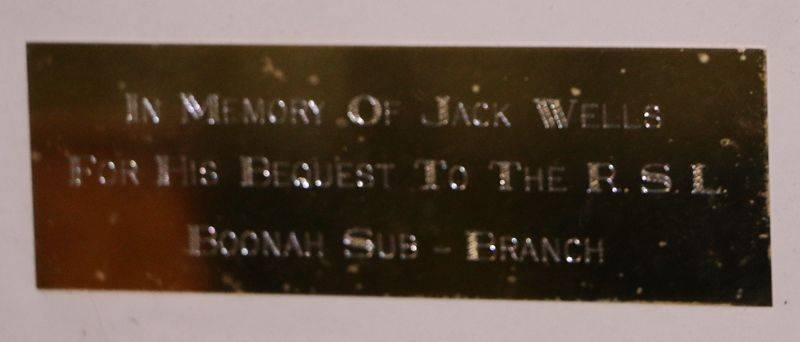 In Memory Of Jack Wells
For His Bequest To The R.S.L.
Boonah Sub - Branch